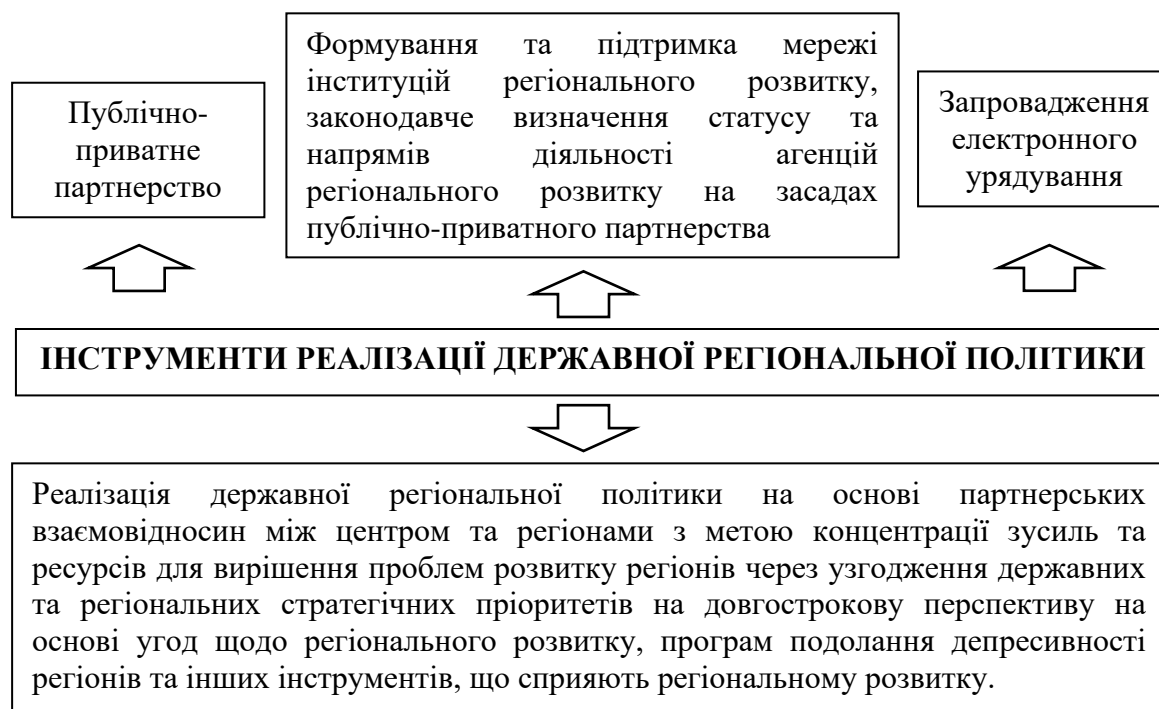 Публічно-
приватне
партнерство
Формування та підтримка мережі
інституцій регіонального розвитку,
законодавче визначення статусу та
напрямів діяльності агенцій
регіонального розвитку на засадах
публічно-приватного партнерства
Запровадження
електронного
урядування
ІНСТРУМЕНТИ РЕАЛІЗАЦІЇ ДЕРЖАВНОЇ РЕГІОНАЛЬНОЇ ПОЛІТИКИ
Реалізація державної регіональної політики на основі партнерських
взаємовідносин між центром та регіонами з метою концентрації зусиль та
ресурсів для вирішення проблем розвитку регіонів через узгодження державних
та регіональних стратегічних пріоритетів на довгострокову перспективу на
основі угод щодо регіонального розвитку, програм подолання депресивності
регіонів та інших інструментів, що сприяють регіональному розвитку.